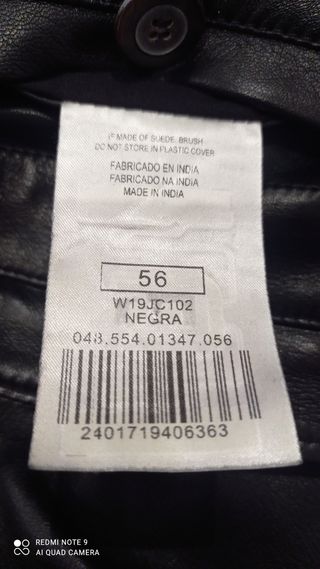 IF MADE OF SUEDE, BRUSH
DO NOT STORE IN PLASTIC COVER
FABRICADO EN INDIA
FABRICADO NA INDIA
MADE IN INDIA
56
W19JC102
NEGRA
048.554.01347.056
2401719406363
REDMI NOTE 9
AI QUAD CAMERA